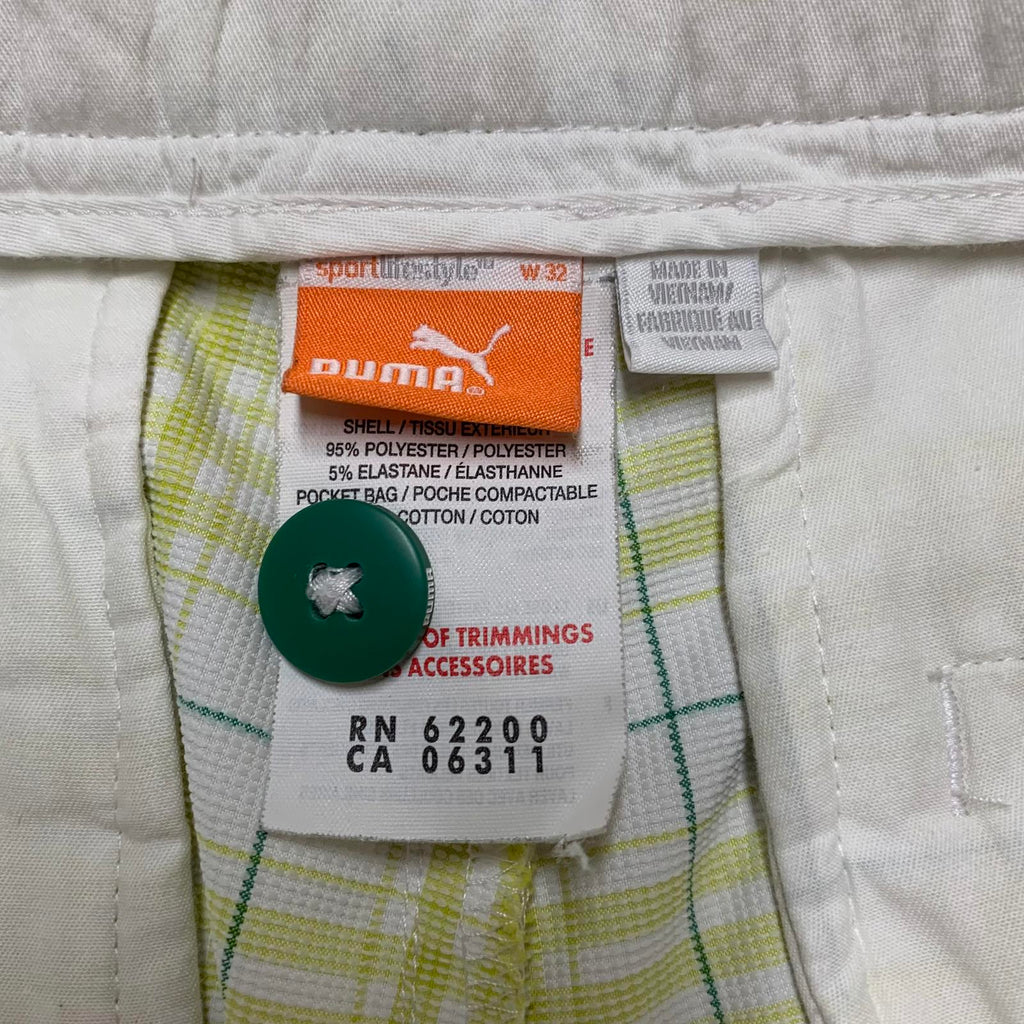 sportlifestyle W 32
PUMA
MADE IN
VIETNAM/
FABRIQUÉ AU
VIETNAM
E
SHELL / TISSU EXTÉRIEUR
95% POLYESTER / POLYESTER
5% ELASTANE / ÉLASTHANNE
POCKET BAG / POCHE COMPACTABLE
COTTON / COTON
OF TRIMMINGS
ACCESSOIRES
RN 62200
CA 06311